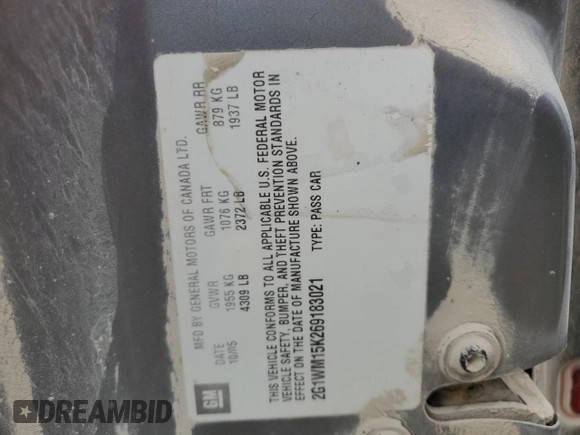 GM
MFD BY GENERAL MOTORS OF CANADA LTD.
DATE GVWR GAWR FRT GAWR RR
10/05 1955 KG 1076 KG 879 KG
4309 LB 2372 LB 1937 LB
THIS VEHICLE CONFORMS TO ALL APPLICABLE U.S. FEDERAL MOTOR
VEHICLE SAFETY, BUMPER, AND THEFT PREVENTION STANDARDS IN
EFFECT ON THE DATE OF MANUFACTURE SHOWN ABOVE.
2G1WM15K269183021 TYPE: PASS CAR
DREAMBID